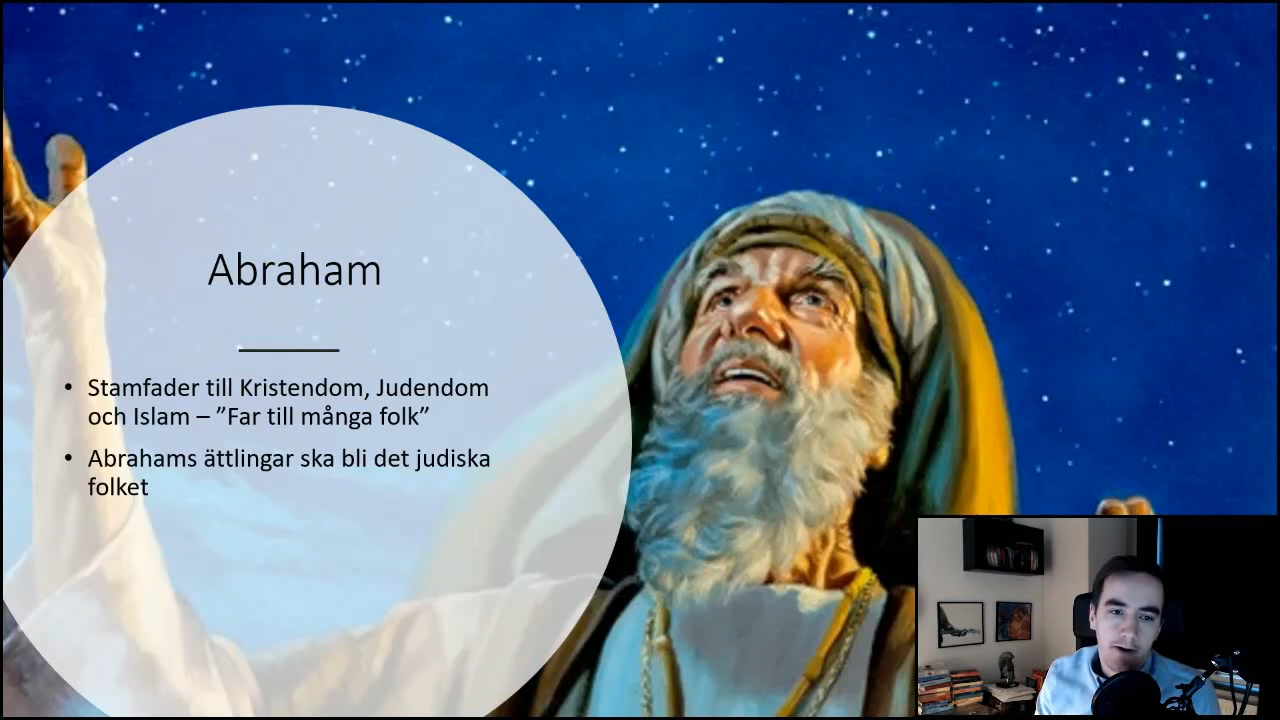 Abraham
• Stamfader till Kristendom, Judendom
och Islam – ”Far till många folk”
• Abrahams ättlingar ska bli det judiska
folket